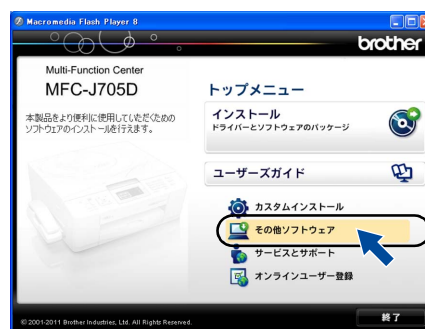 Macromedia Flash Player 8
brother
Multi-Function Center
MFC-J705D
本製品をより便利に使用していただくための
ソフトウェアのインストールを行えます。
トップメニュー
インストール
ドライバーとソフトウェアのパッケージ
ユーザーズガイド
カスタムインストール
その他ソフトウェア
サービスとサポート
オンラインユーザー登録
© 2001-2011 Brother Industries, Ltd. All Rights Reserved.
終了